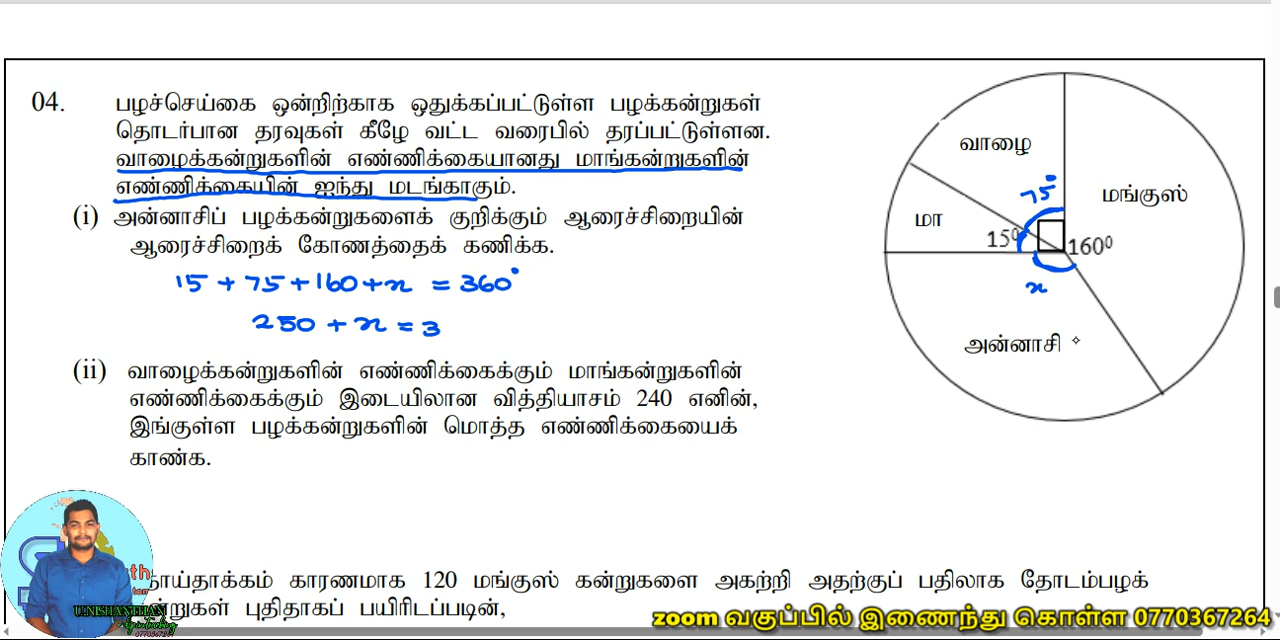 04. பழச்செய்கை ஒன்றிற்காக ஒதுக்கப்பட்டுள்ள பழக்கன்றுகள்
தொடர்பான தரவுகள் கீழே வட்ட வரைபில் தரப்பட்டுள்ளன.
வாழைக்கன்றுகளின் எண்ணிக்கையானது மாங்கன்றுகளின்
எண்ணிக்கையின் ஐந்து மடங்காகும்.
(i) அன்னாசிப் பழக்கன்றுகளைக் குறிக்கும் ஆரைச்சிறையின்
ஆரைச்சிறைக் கோணத்தைக் கணிக்க.
15 + 75 + 160 + x = 360°
250 + x = 3
(ii) வாழைக்கன்றுகளின் எண்ணிக்கைக்கும் மாங்கன்றுகளின்
எண்ணிக்கைக்கும் இடையிலான வித்தியாசம் 240 எனின்,
இங்குள்ள பழக்கன்றுகளின் மொத்த எண்ணிக்கையைக்
காண்க.
வாழை
75°
மங்குஸ்
மா
15⁰
160⁰
x
அன்னாசி
நோய்தாக்கம் காரணமாக 120 மங்குஸ் கன்றுகளை அகற்றி அதற்குப் பதிலாக தோடம்பழக்
கன்றுகள் புதிதாகப் பயிரிடப்படின்,
U.NISHANTHAN
0770367264
zoom வகுப்பில் இணைந்து கொள்ள 0770367264